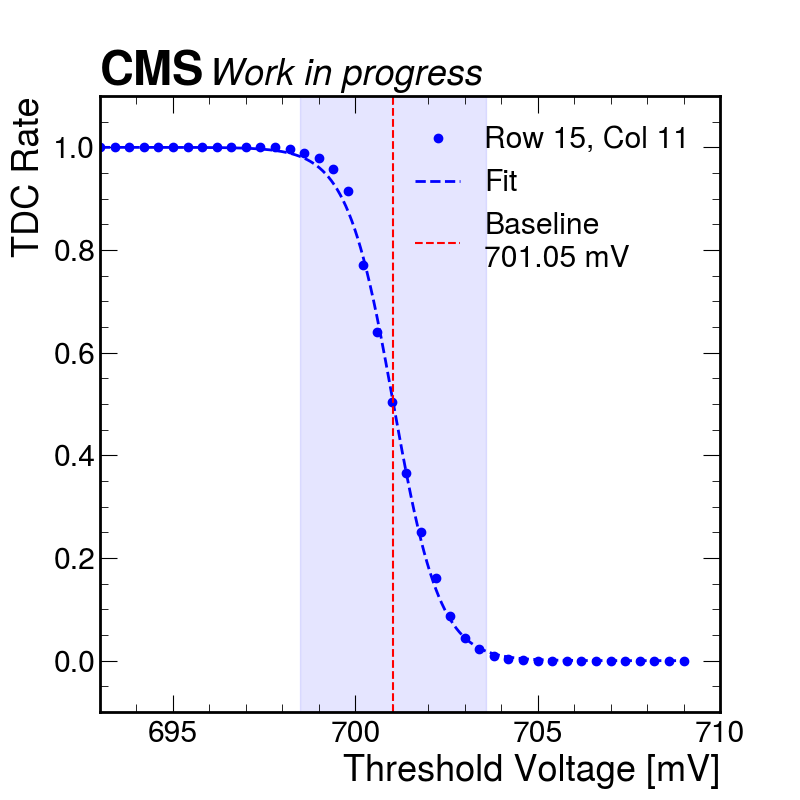 CMS Work in progress
TDC Rate
Row 15, Col 11
Fit
Baseline
701.05 mV
1.0
0.8
0.6
0.4
0.2
0.0
695 700 705 710
Threshold Voltage [mV]